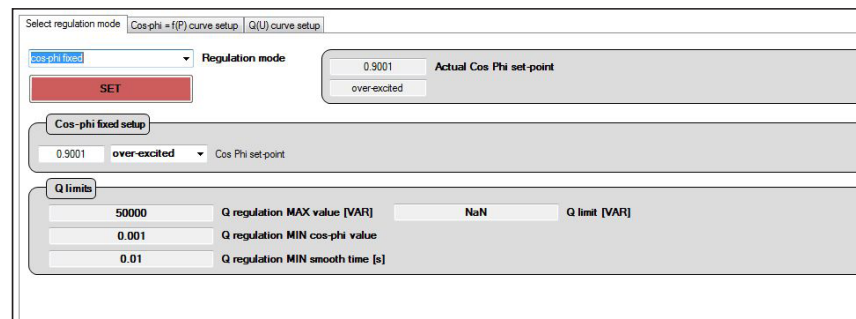 Select regulation mode Cos-phi = f(P) curve setup Q(U) curve setup
cos-phi fixed Regulation mode
SET
0.9001 Actual Cos Phi set-point
over-excited
Cos-phi fixed setup
0.9001 over-excited Cos Phi set-point
Q limits
50000 Q regulation MAX value [VAR] NaN Q limit [VAR]
0.001 Q regulation MIN cos-phi value
0.01 Q regulation MIN smooth time [s]